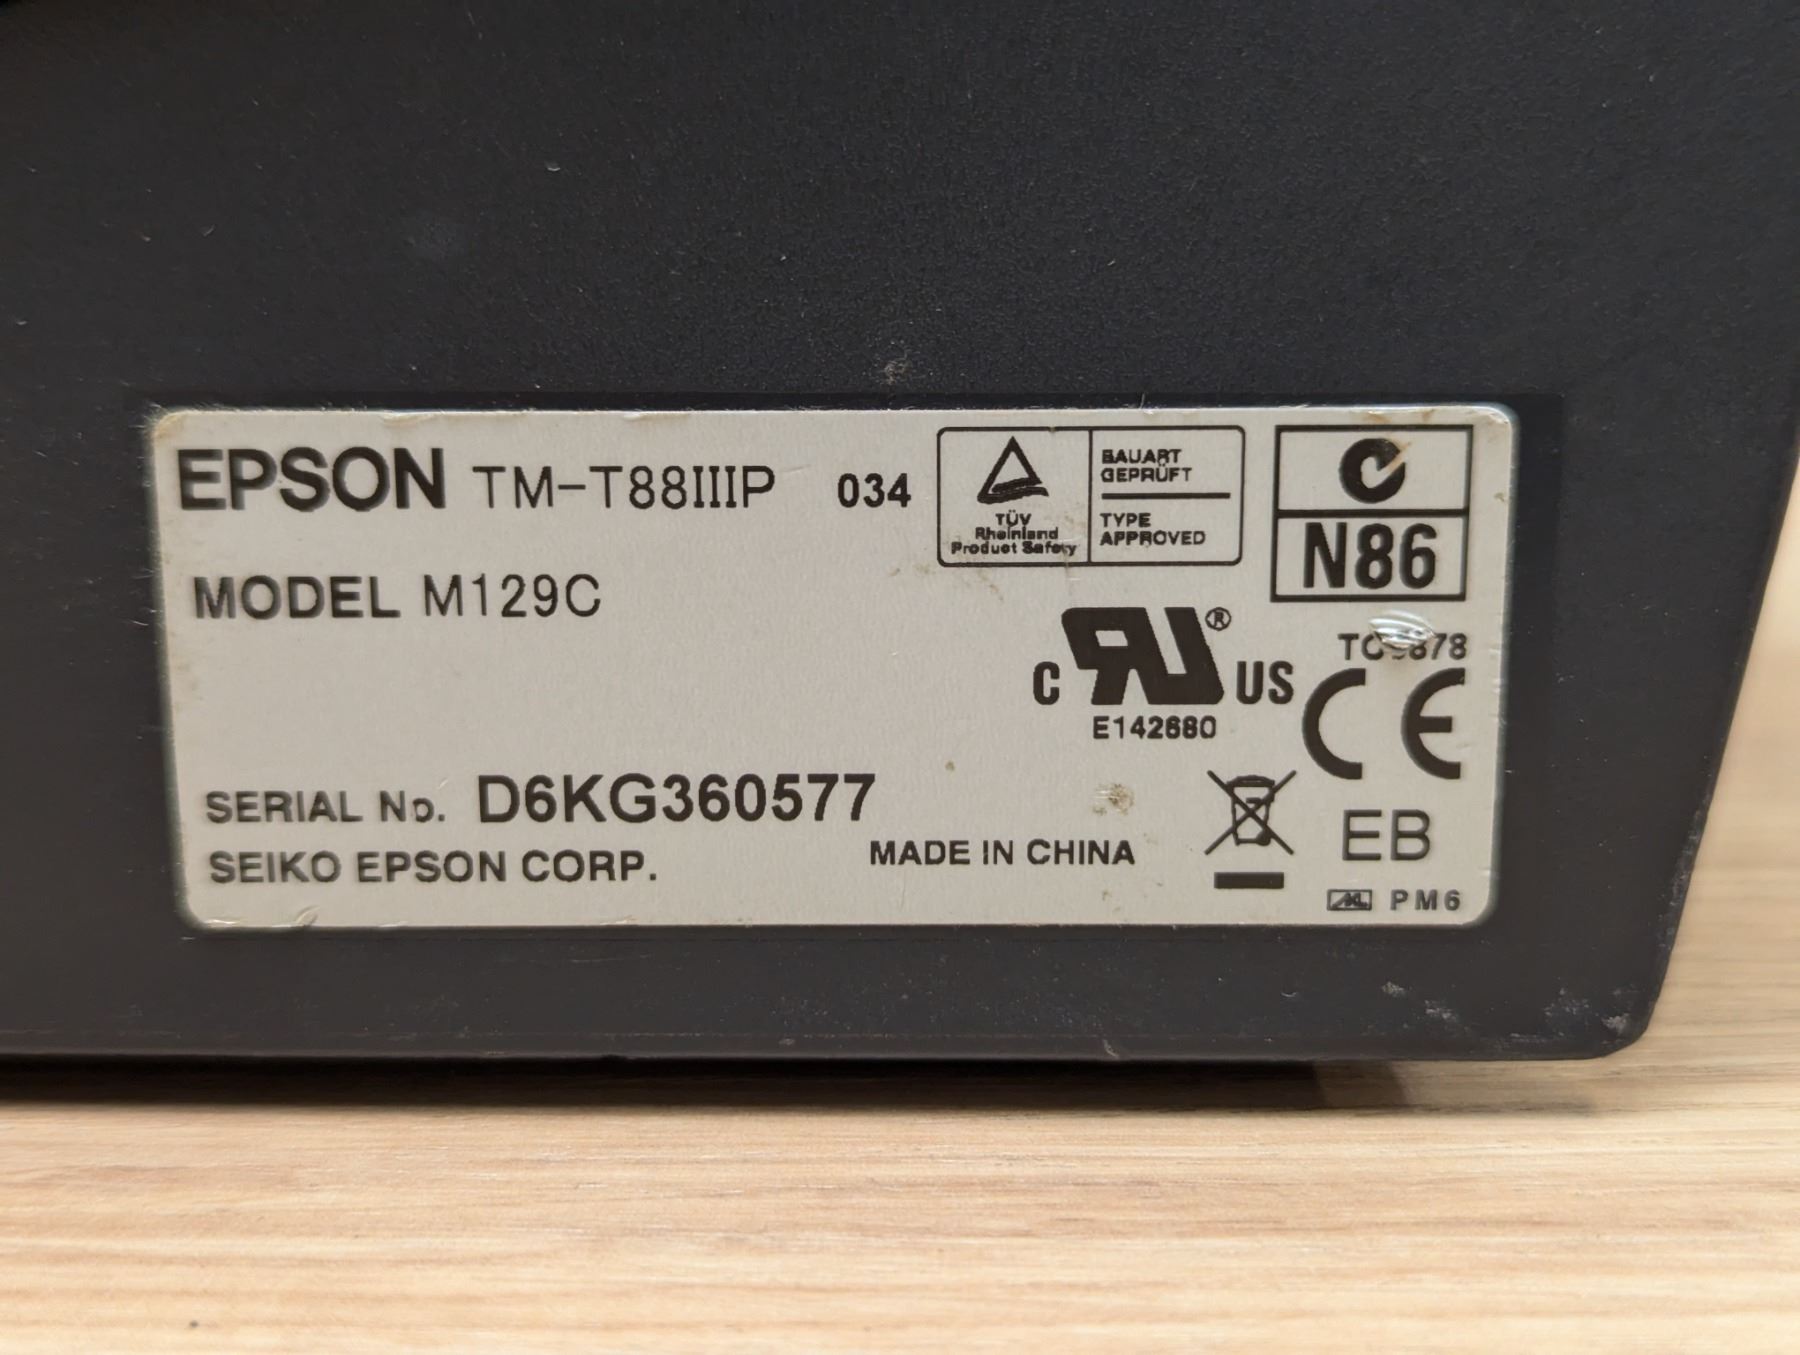 EPSON TM-T88IIIP 034
TÜV
Rheinland
Product Safety
BAUART
GEPRÜFT
TYPE
APPROVED
N86
MODEL M129C
C US ®
E142680
CE
SERIAL No. D6KG360577
SEIKO EPSON CORP.
MADE IN CHINA
EB
PM6